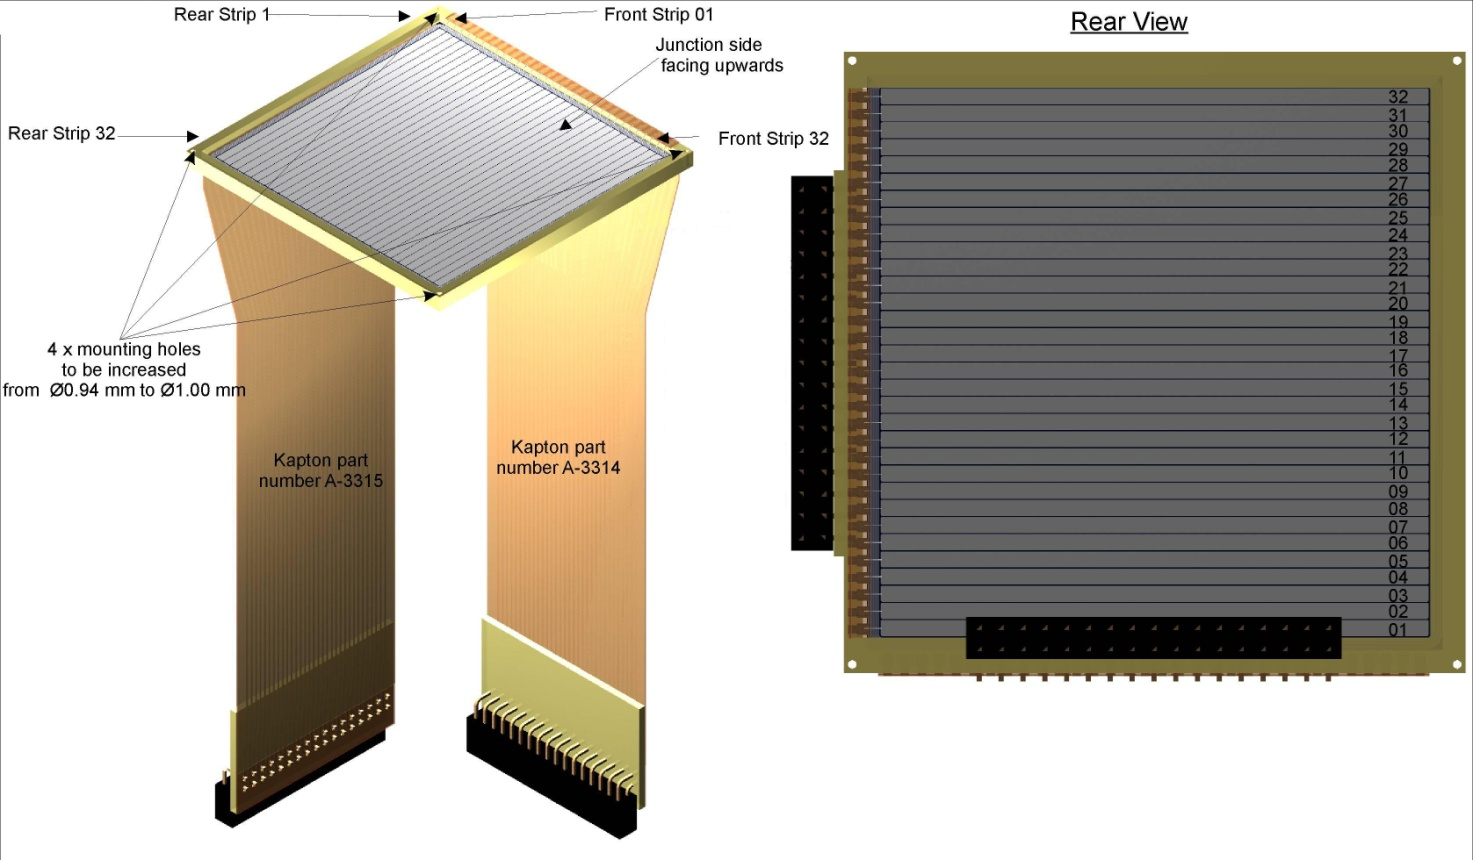 Rear Strip 1
Front Strip 01
Junction side
facing upwards
Rear Strip 32
Front Strip 32
4 x mounting holes
to be increased
from Ø0.94 mm to Ø1.00 mm
Kapton part
number A-3315
Kapton part
number A-3314
Rear View
32
31
30
29
28
27
26
25
24
23
22
21
20
19
18
17
16
15
14
13
12
11
10
09
08
07
06
05
04
03
02
01